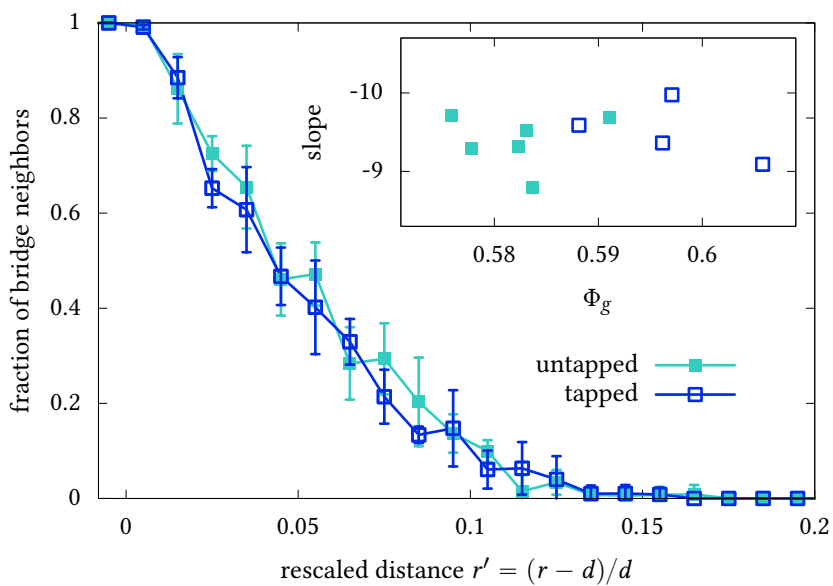 1
0.8
0.6
0.4
0.2
0
fraction of bridge neighbors
0
0.05
0.1
0.15
0.2
rescaled distance r′ = (r − d)/d
-10
-9
slope
0.58
0.59
0.6
Φg
untapped
tapped